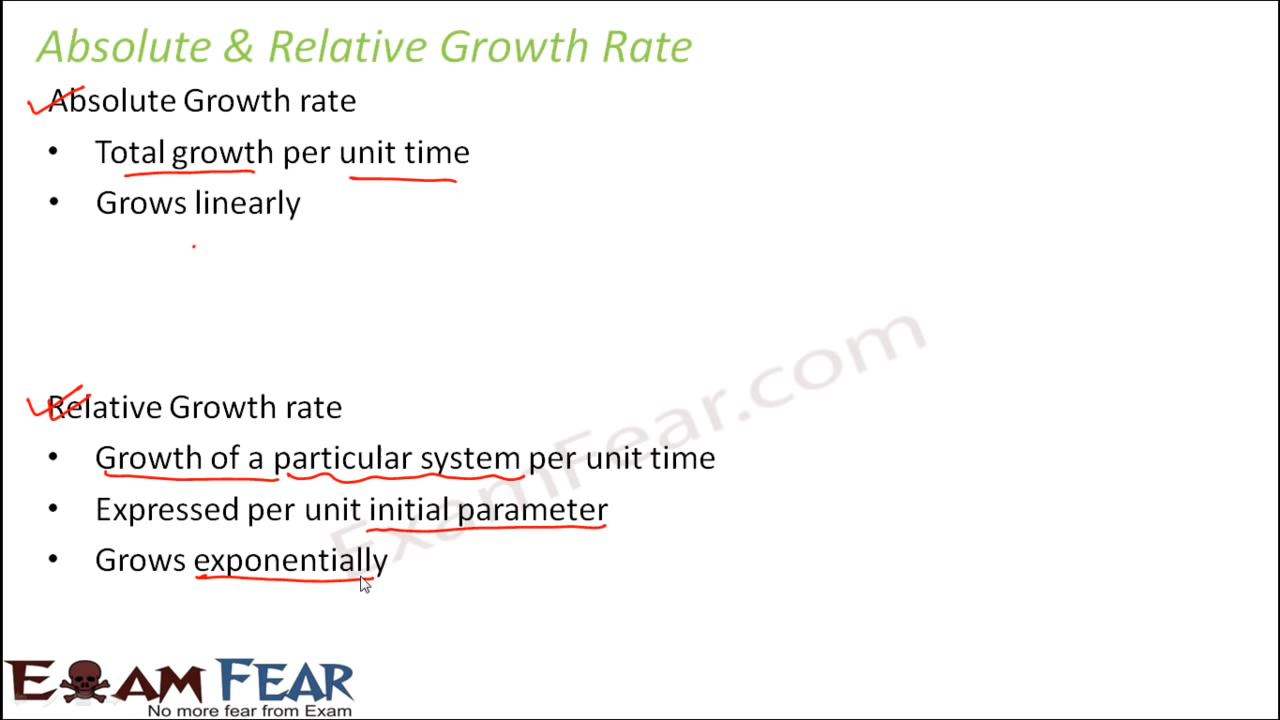 Absolute & Relative Growth Rate
Absolute Growth rate
• Total growth per unit time
• Grows linearly
Relative Growth rate
• Growth of a particular system per unit time
• Expressed per unit initial parameter
• Grows exponentially
ExamFear.com
EXAM FEAR
No more fear from Exam